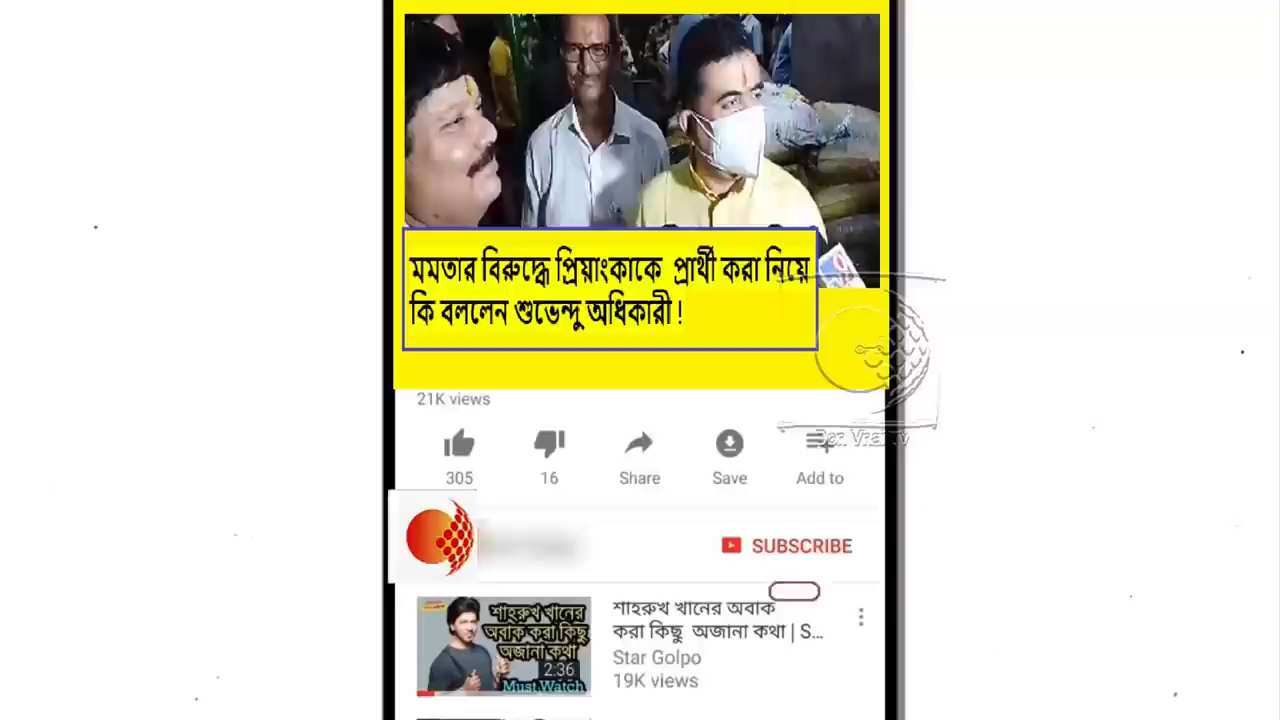 মমতার বিরুদ্ধে প্রিয়াংকাকে প্রার্থী করা নিয়ে
কি বললেন শুভেন্দু অধিকারী !
21K views
305
16
Share
Save
Add to
SUBSCRIBE
শাহরুখ খানের
অবাক করা কিছু
অজানা কথা
2:36
Must Watch
শাহরুখ খানের অবাক
করা কিছু অজানা কথা | S...
Star Golpo
19K views